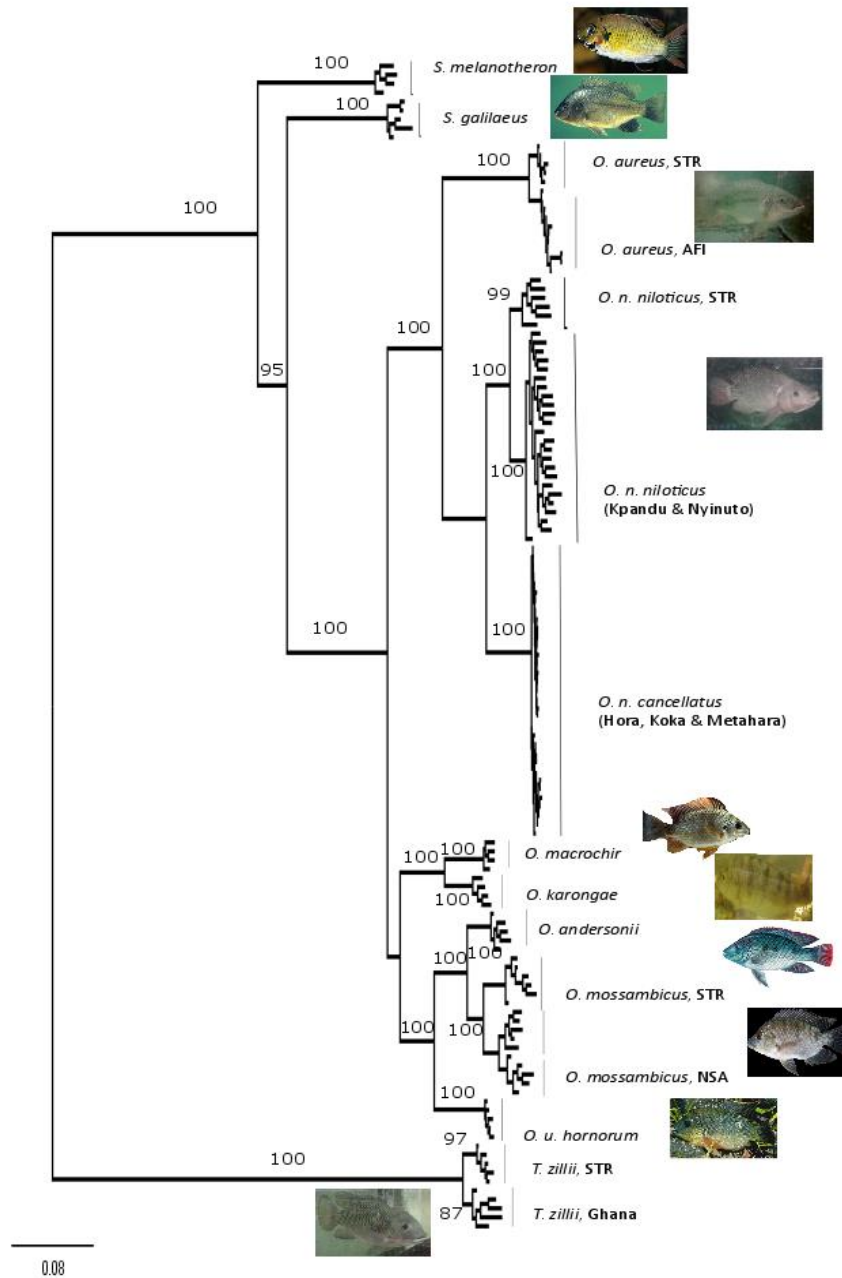 100
S. melanotheron
100
S. galilaeus
100
O. aureus, STR
100
O. aureus, AFI
99
O. n. niloticus, STR
100
95
100
100
O. n. niloticus
(Kpandu & Nyinuto)
100
100
O. n. cancellatus
(Hora, Koka & Metahara)
100
100
O. macrochir
100
O. karongae
O. andersonii
100
100
O. mossambicus, STR
100
100
O. mossambicus, NSA
100
O. u. hornorum
97
100
T. zillii, STR
87
T. zillii, Ghana
0.08